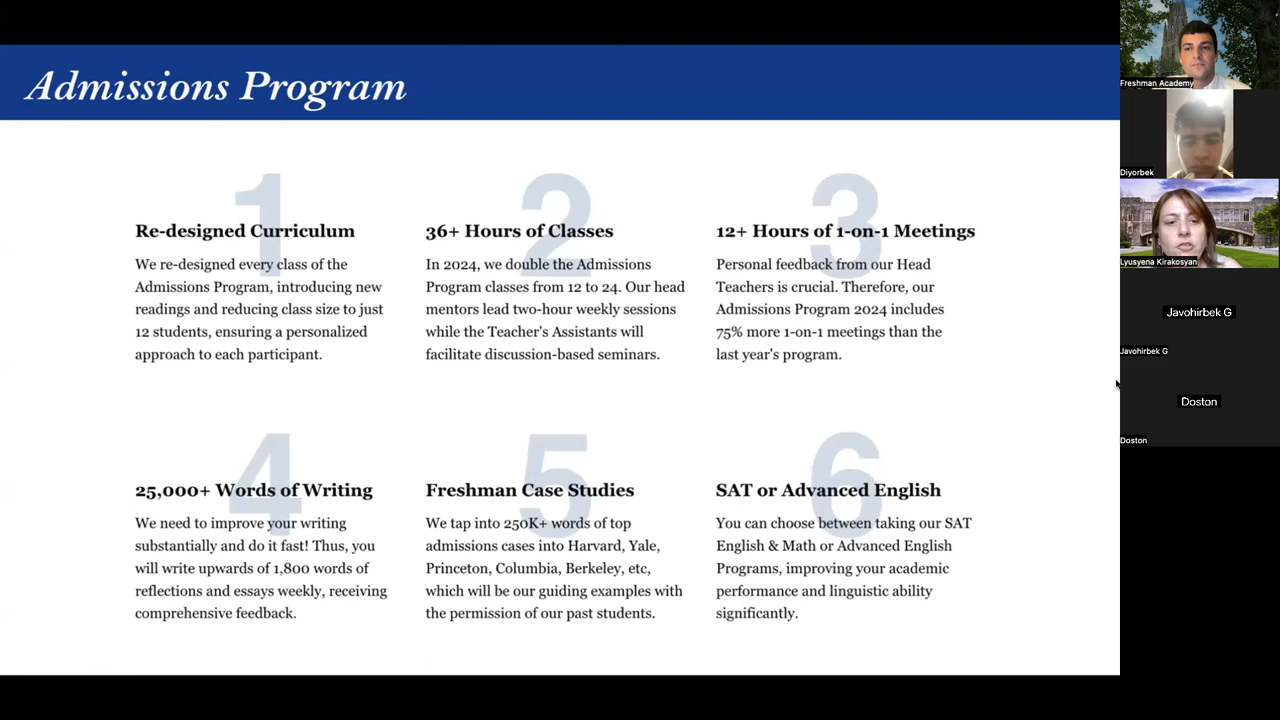 Admissions Program
1
Re-designed Curriculum
We re-designed every class of the
Admissions Program, introducing new
readings and reducing class size to just
12 students, ensuring a personalized
approach to each participant.
2
36+ Hours of Classes
In 2024, we double the Admissions
Program classes from 12 to 24. Our head
mentors lead two-hour weekly sessions
while the Teacher's Assistants will
facilitate discussion-based seminars.
3
12+ Hours of 1-on-1 Meetings
Personal feedback from our Head
Teachers is crucial. Therefore, our
Admissions Program 2024 includes
75% more 1-on-1 meetings than the
last year's program.
4
25,000+ Words of Writing
We need to improve your writing
substantially and do it fast! Thus, you
will write upwards of 1,800 words of
reflections and essays weekly, receiving
comprehensive feedback.
5
Freshman Case Studies
We tap into 250K+ words of top
admissions cases into Harvard, Yale,
Princeton, Columbia, Berkeley, etc,
which will be our guiding examples with
the permission of our past students.
6
SAT or Advanced English
You can choose between taking our SAT
English & Math or Advanced English
Programs, improving your academic
performance and linguistic ability
significantly.
Freshman Academy
Diyorbek
Lyusyena Kirakosyan
Javohirbek G
Javohirbek G
Doston
Doston